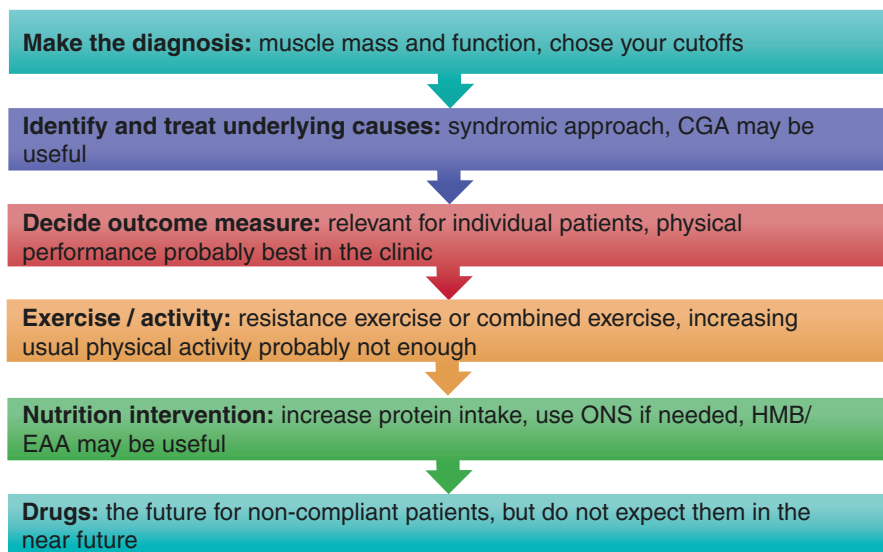 Make the diagnosis: muscle mass and function, chose your cutoffs
Identify and treat underlying causes: syndromic approach, CGA may be
useful
Decide outcome measure: relevant for individual patients, physical
performance probably best in the clinic
Exercise / activity: resistance exercise or combined exercise, increasing
usual physical activity probably not enough
Nutrition intervention: increase protein intake, use ONS if needed, HMB/
EAA may be useful
Drugs: the future for non-compliant patients, but do not expect them in the
near future